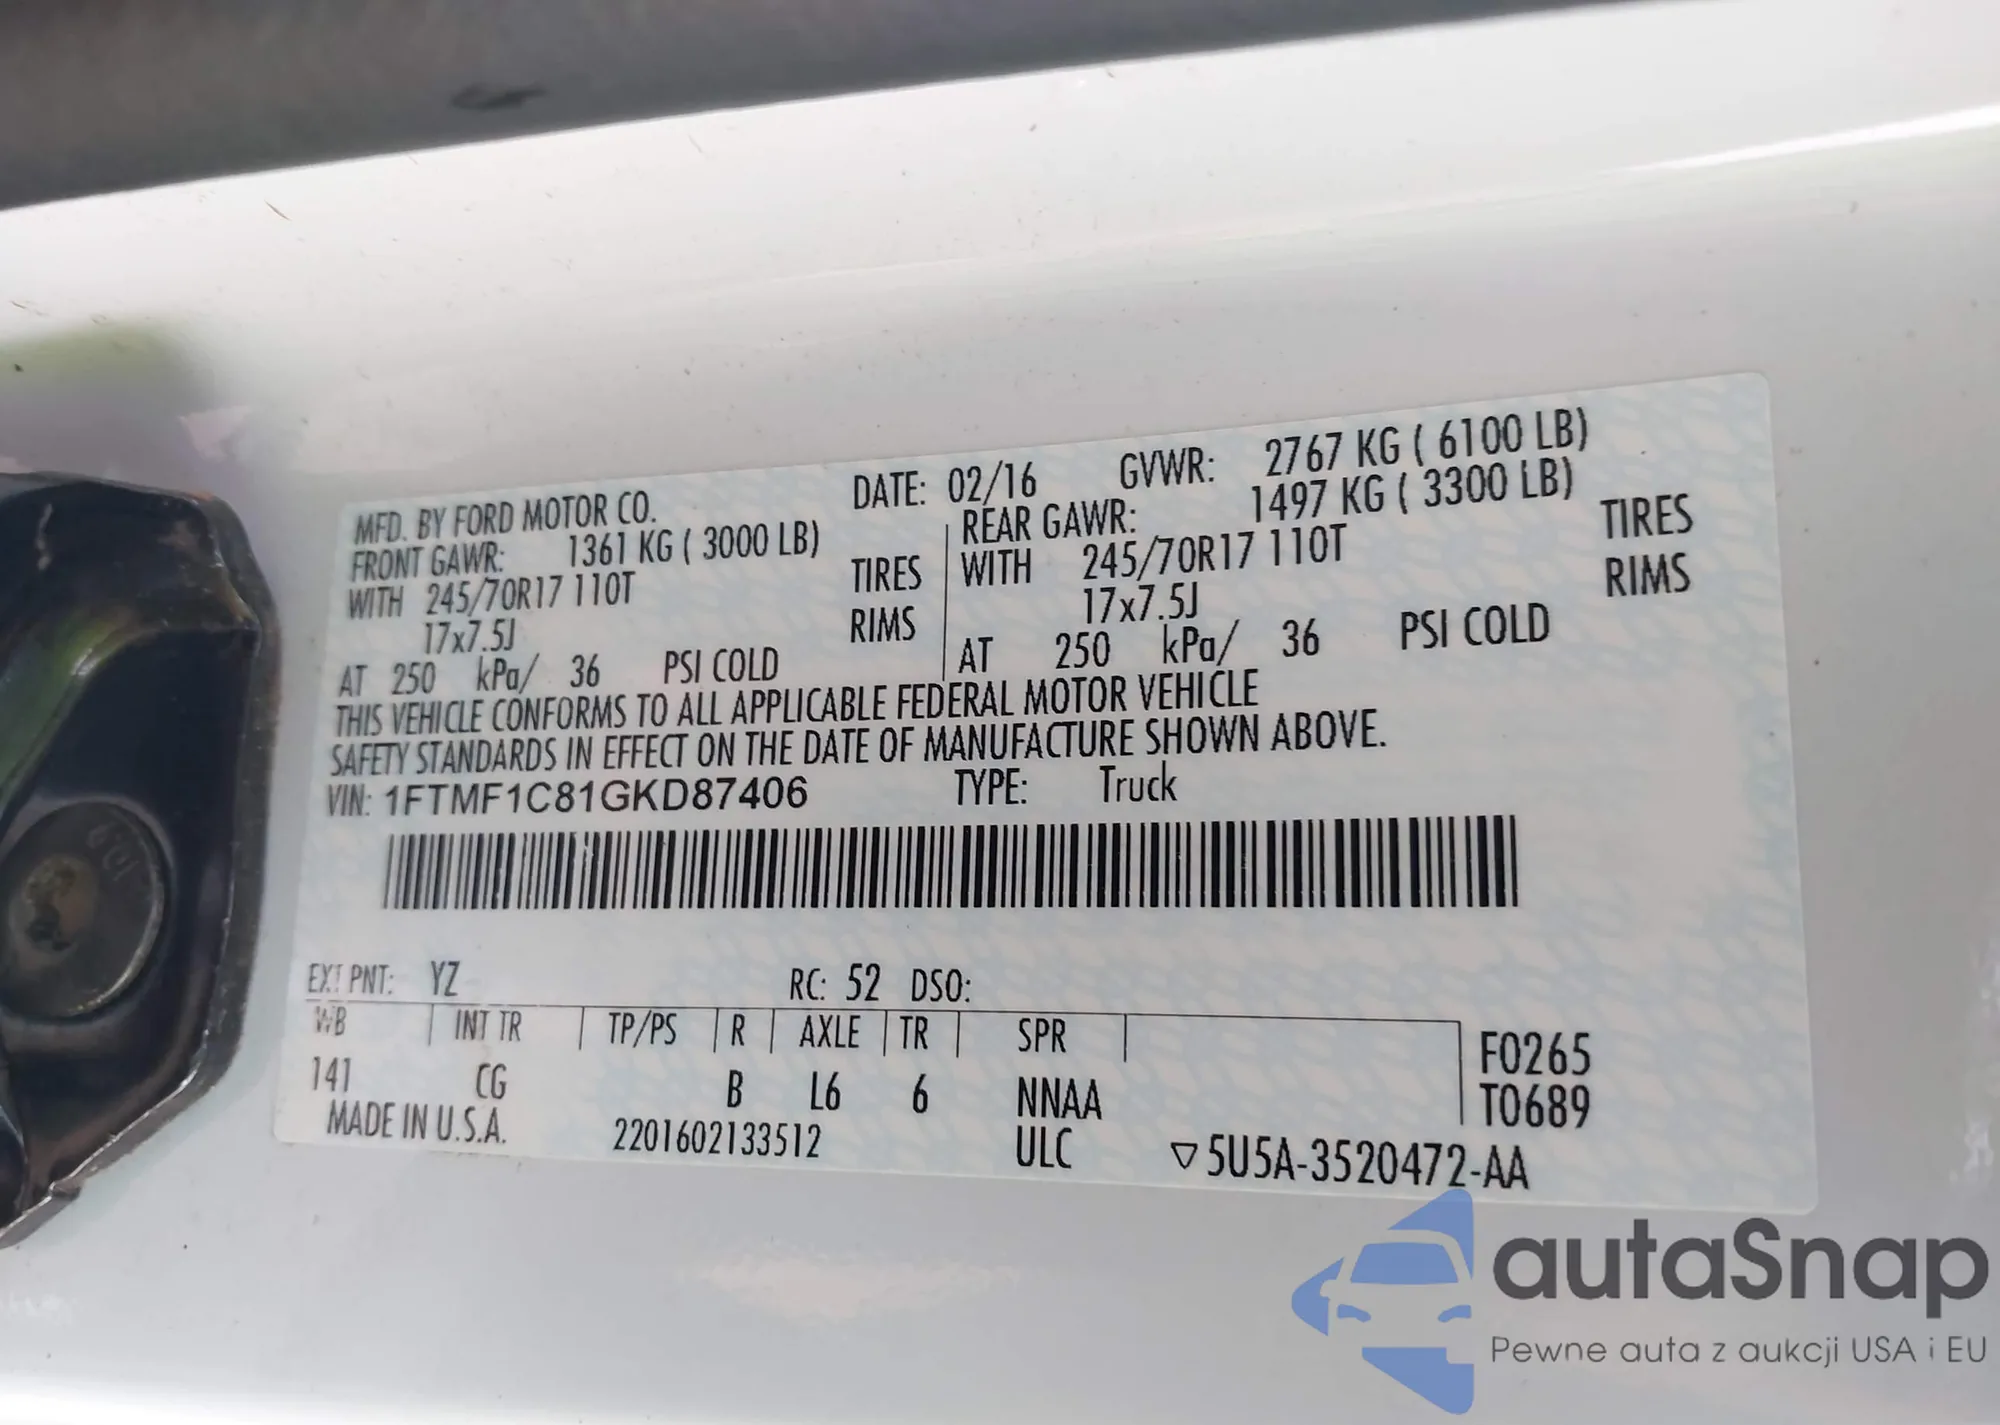 MFD. BY FORD MOTOR CO. DATE: 02/16 GVWR: 2767 KG ( 6100 LB)
FRONT GAWR: 1361 KG ( 3000 LB) REAR GAWR: 1497 KG ( 3300 LB)
WITH 245/70R17 110T TIRES WITH 245/70R17 110T TIRES
17x7.5J RIMS 17x7.5J RIMS
AT 250 kPa/ 36 PSI COLD AT 250 kPa/ 36 PSI COLD
THIS VEHICLE CONFORMS TO ALL APPLICABLE FEDERAL MOTOR VEHICLE
SAFETY STANDARDS IN EFFECT ON THE DATE OF MANUFACTURE SHOWN ABOVE.
VIN: 1FTMF1C81GKD87406 TYPE: Truck
EXT PNT: YZ RC: 52 DSO:
WB INT TR TP/PS R AXLE TR SPR
F0265
141 CG B L6 6 NNAA T0689
MADE IN U.S.A. 2201602133512 ULC ▽5U5A-3520472-AA
autaSnap
Pewne auta z aukcji USA i EU